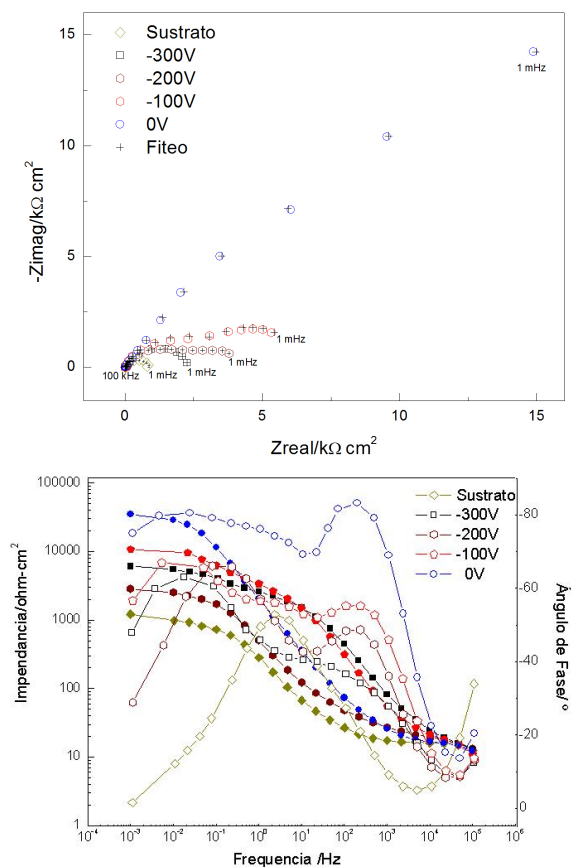 Sustrato
-300V
-200V
-100V
0V
Fiteo
15
10
5
0
-Zimag/kΩ cm²
1 mHz
1 mHz
1 mHz
1 mHz
1 mHz
100 kHz
0
5
10
15
Zreal/kΩ cm²
100000
10000
1000
100
10
1
Impendancia/ohm-cm²
Sustrato
-300V
-200V
-100V
0V
80
60
40
20
0
Ángulo de Fase/ º
10⁻⁴ 10⁻³ 10⁻² 10⁻¹ 10⁰ 10¹ 10² 10³ 10⁴ 10⁵ 10⁶
Frequencia /Hz